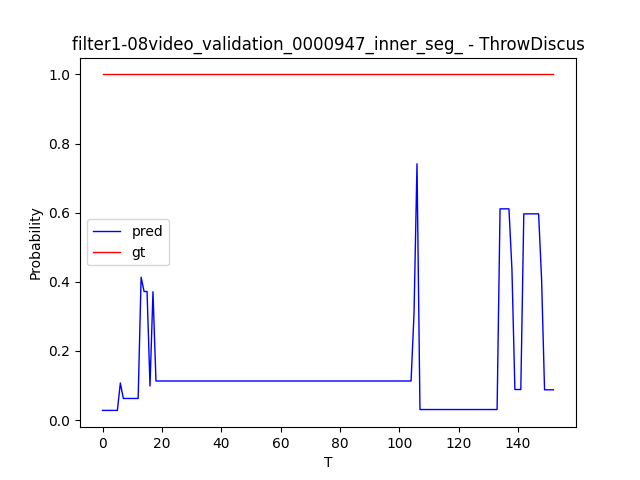 filter1-08video_validation_0000947_inner_seg_ - ThrowDiscus
1.0
0.8
0.6
0.4
0.2
0.0
Probability
pred
gt
0 20 40 60 80 100 120 140
T